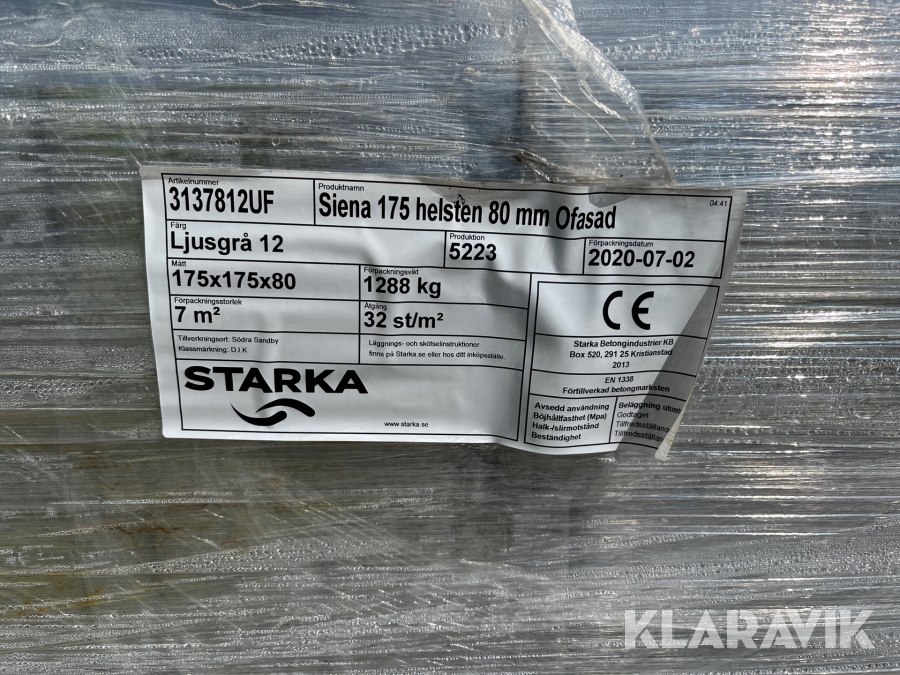 Artikelnummer
3137812UF
Produktnamn
Siena 175 helsten 80 mm Ofasad
04:41
Färg
Ljusgrå 12
Produktion
5223
Förpackningsdatum
2020-07-02
Mått
175x175x80
Förpackningsvikt
1288 kg
Förpackningsstorlek
7 m²
Åtgång
32 st/m²
Tillverkningsort: Södra Sandby
Klassmärkning: D.I.K
Läggnings- och skötselinstruktioner
finns på Starka.se eller hos ditt inköpsställe.
STARKA
www.starka.se
CE
Starka Betongindustrier KB
Box 520, 291 25 Kristianstad
2013
EN 1338
Förtillverkad betongmarksten
Avsedd användning
Böjhållfasthet (Mpa)
Halk-/slirmotstånd
Beständighet
Beläggning utom
Godtaget
Tillfredsställande
Tillfredsställan
KLARAVIK